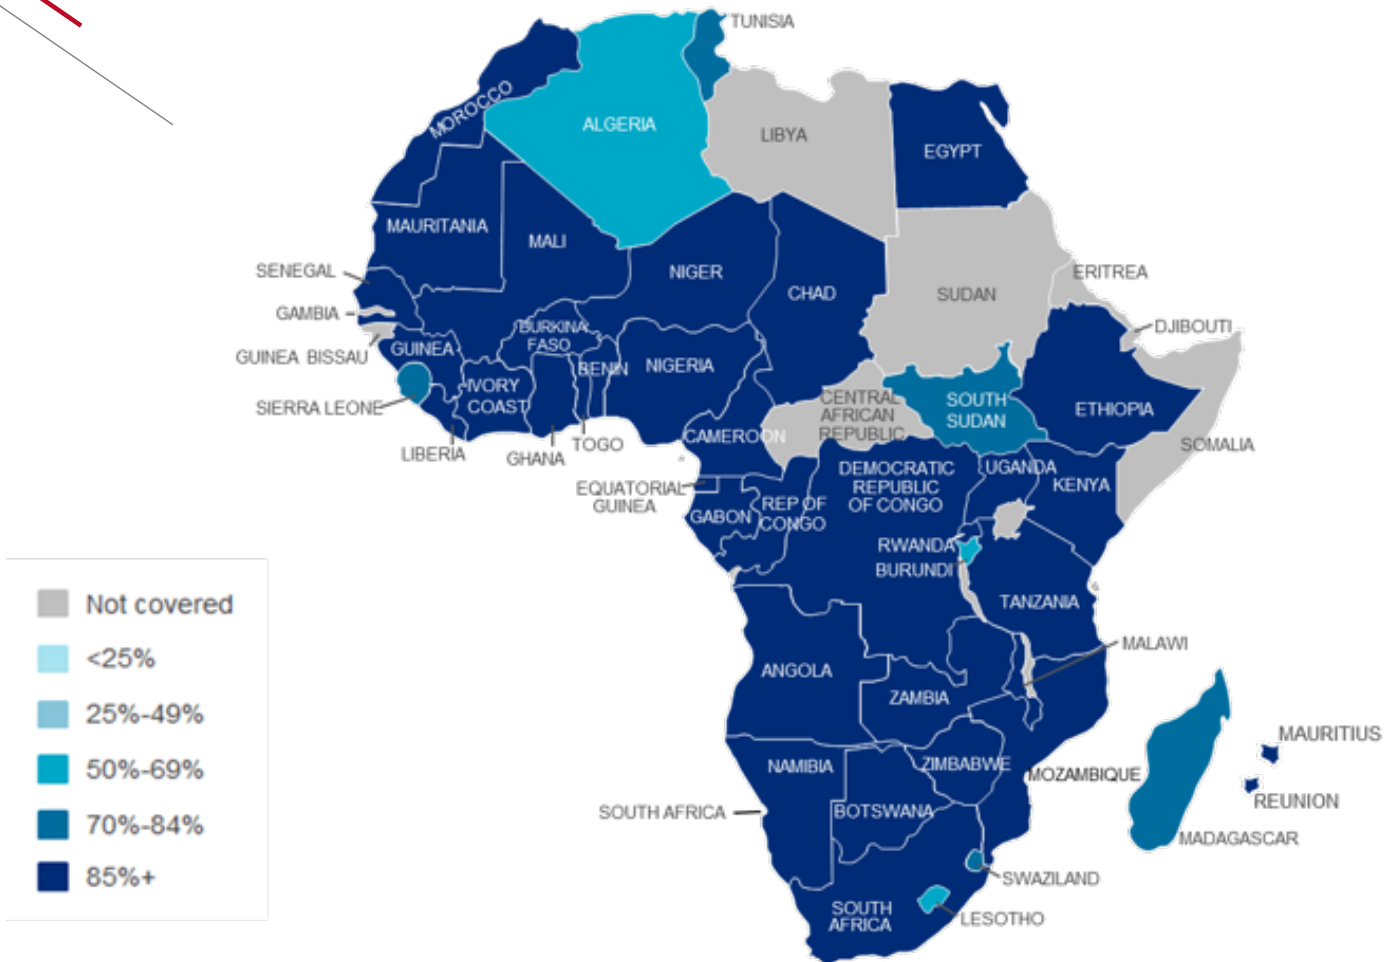 TUNISIA
MOROCCO
ALGERIA
LIBYA
EGYPT
MAURITANIA
MALI
NIGER
CHAD
SUDAN
ERITREA
SENEGAL
GAMBIA
GUINEA BISSAU
GUINEA
BURKINA
FASO
BENIN
NIGERIA
DJIBOUTI
SIERRA LEONE
IVORY
COAST
CENTRAL
AFRICAN
REPUBLIC
SOUTH
SUDAN
ETHIOPIA
SOMALIA
LIBERIA
GHANA
TOGO
CAMEROON
EQUATORIAL
GUINEA
GABON
REP OF
CONGO
DEMOCRATIC
REPUBLIC
OF CONGO
UGANDA
KENYA
RWANDA
BURUNDI
TANZANIA
MALAWI
ANGOLA
ZAMBIA
NAMIBIA
ZIMBABWE
MOZAMBIQUE
MAURITIUS
REUNION
MADAGASCAR
SOUTH AFRICA
BOTSWANA
SWAZILAND
SOUTH
AFRICA
LESOTHO
Not covered
<25%
25%-49%
50%-69%
70%-84%
85%+